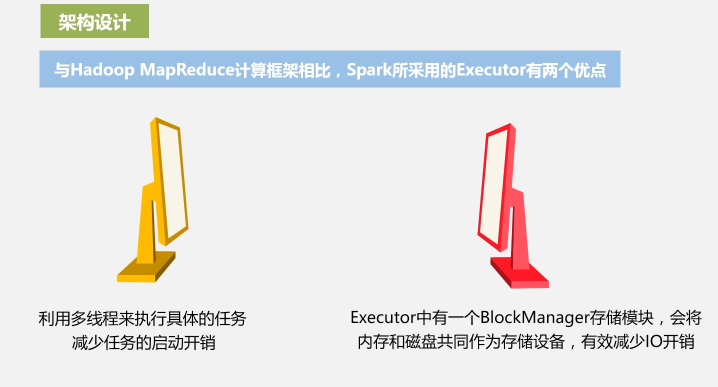 架构设计
与Hadoop MapReduce计算框架相比，Spark所采用的Executor有两个优点
利用多线程来执行具体的任务
减少任务的启动开销
Executor中有一个BlockManager存储模块，会将
内存和磁盘共同作为存储设备，有效减少IO开销